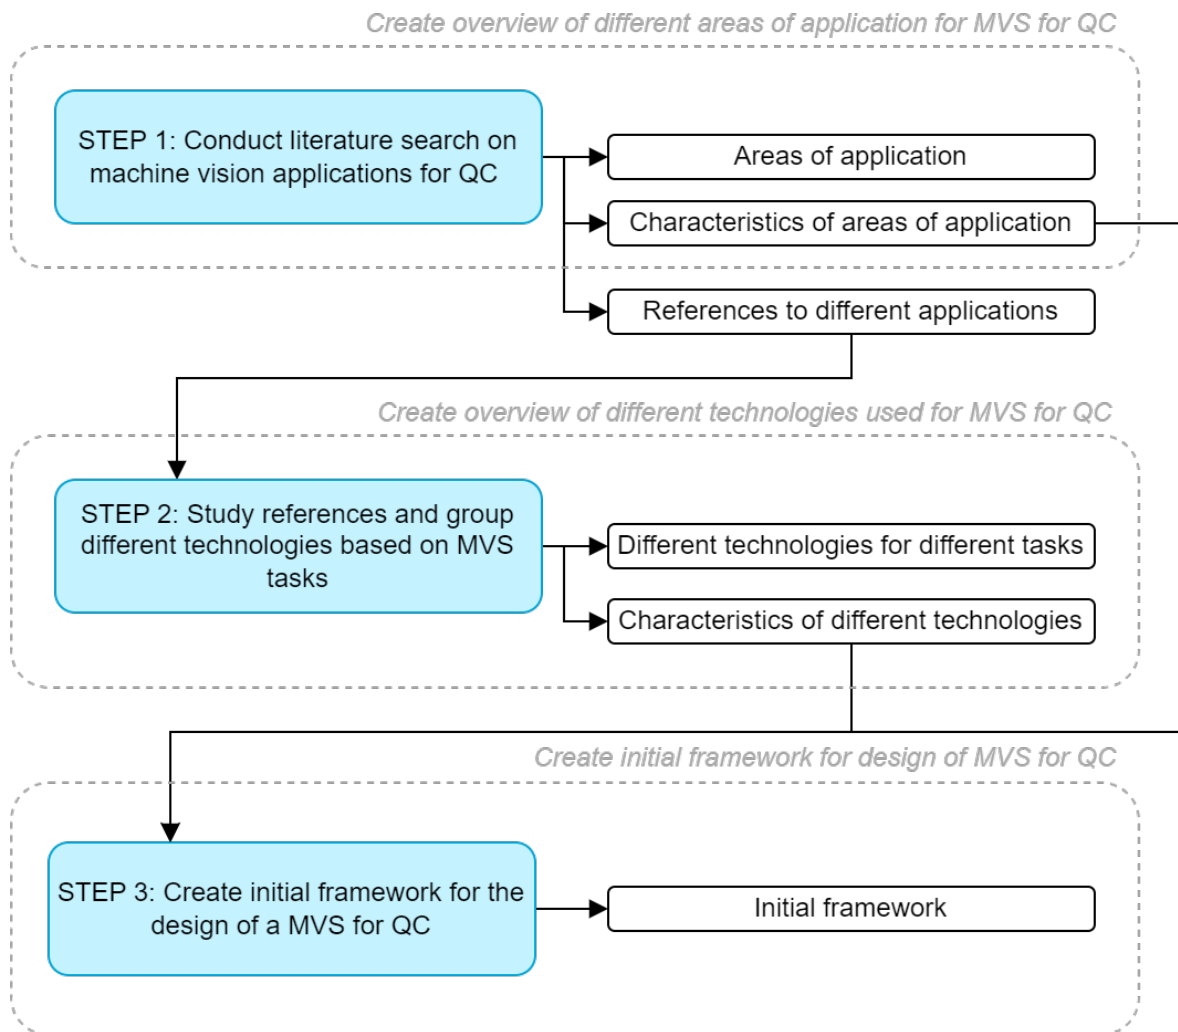 Create overview of different areas of application for MVS for QC
STEP 1: Conduct literature search on
machine vision applications for QC
Areas of application
Characteristics of areas of application
References to different applications
Create overview of different technologies used for MVS for QC
STEP 2: Study references and group
different technologies based on MVS
tasks
Different technologies for different tasks
Characteristics of different technologies
Create initial framework for design of MVS for QC
STEP 3: Create initial framework for the
design of a MVS for QC
Initial framework